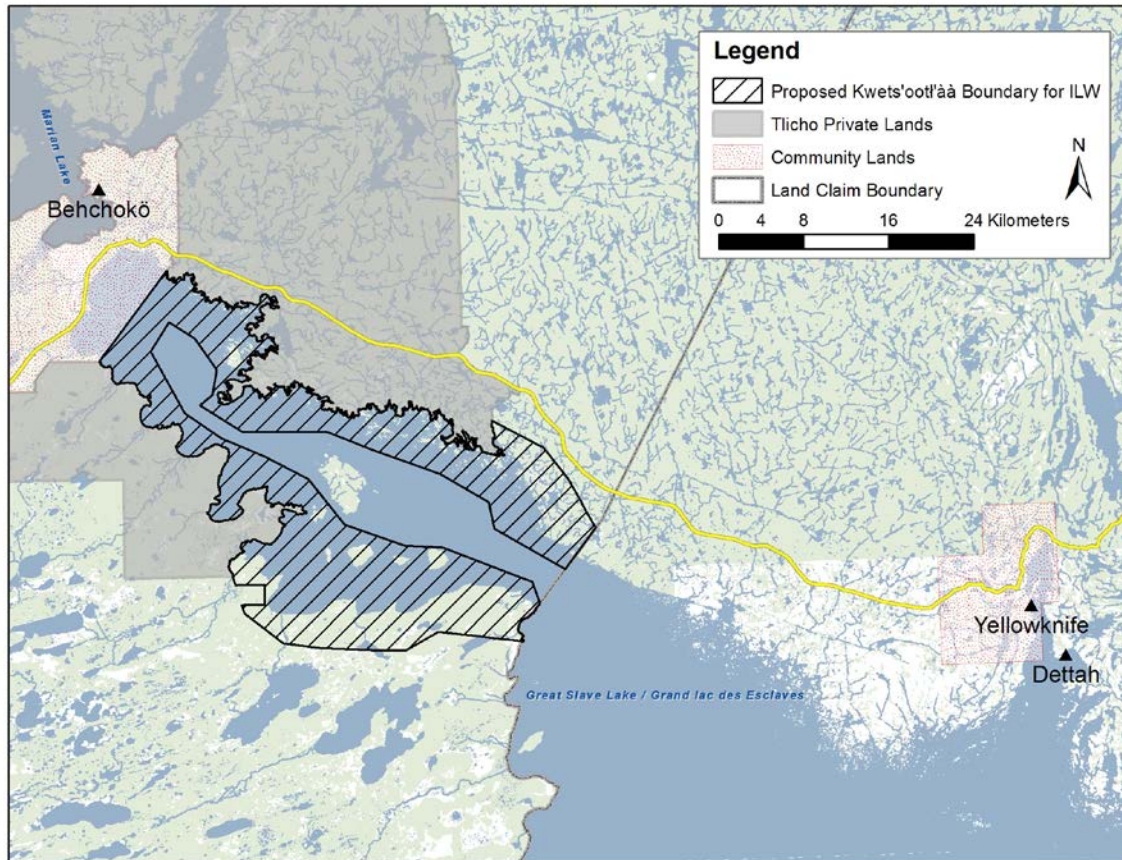 Legend
Proposed Kwets'ootł'àà Boundary for ILW
Tlicho Private Lands
Community Lands
Land Claim Boundary
N
0 4 8 16 24 Kilometers
Marian Lake
Behchokö
Yellowknife
Dettah
Great Slave Lake / Grand lac des Esclaves